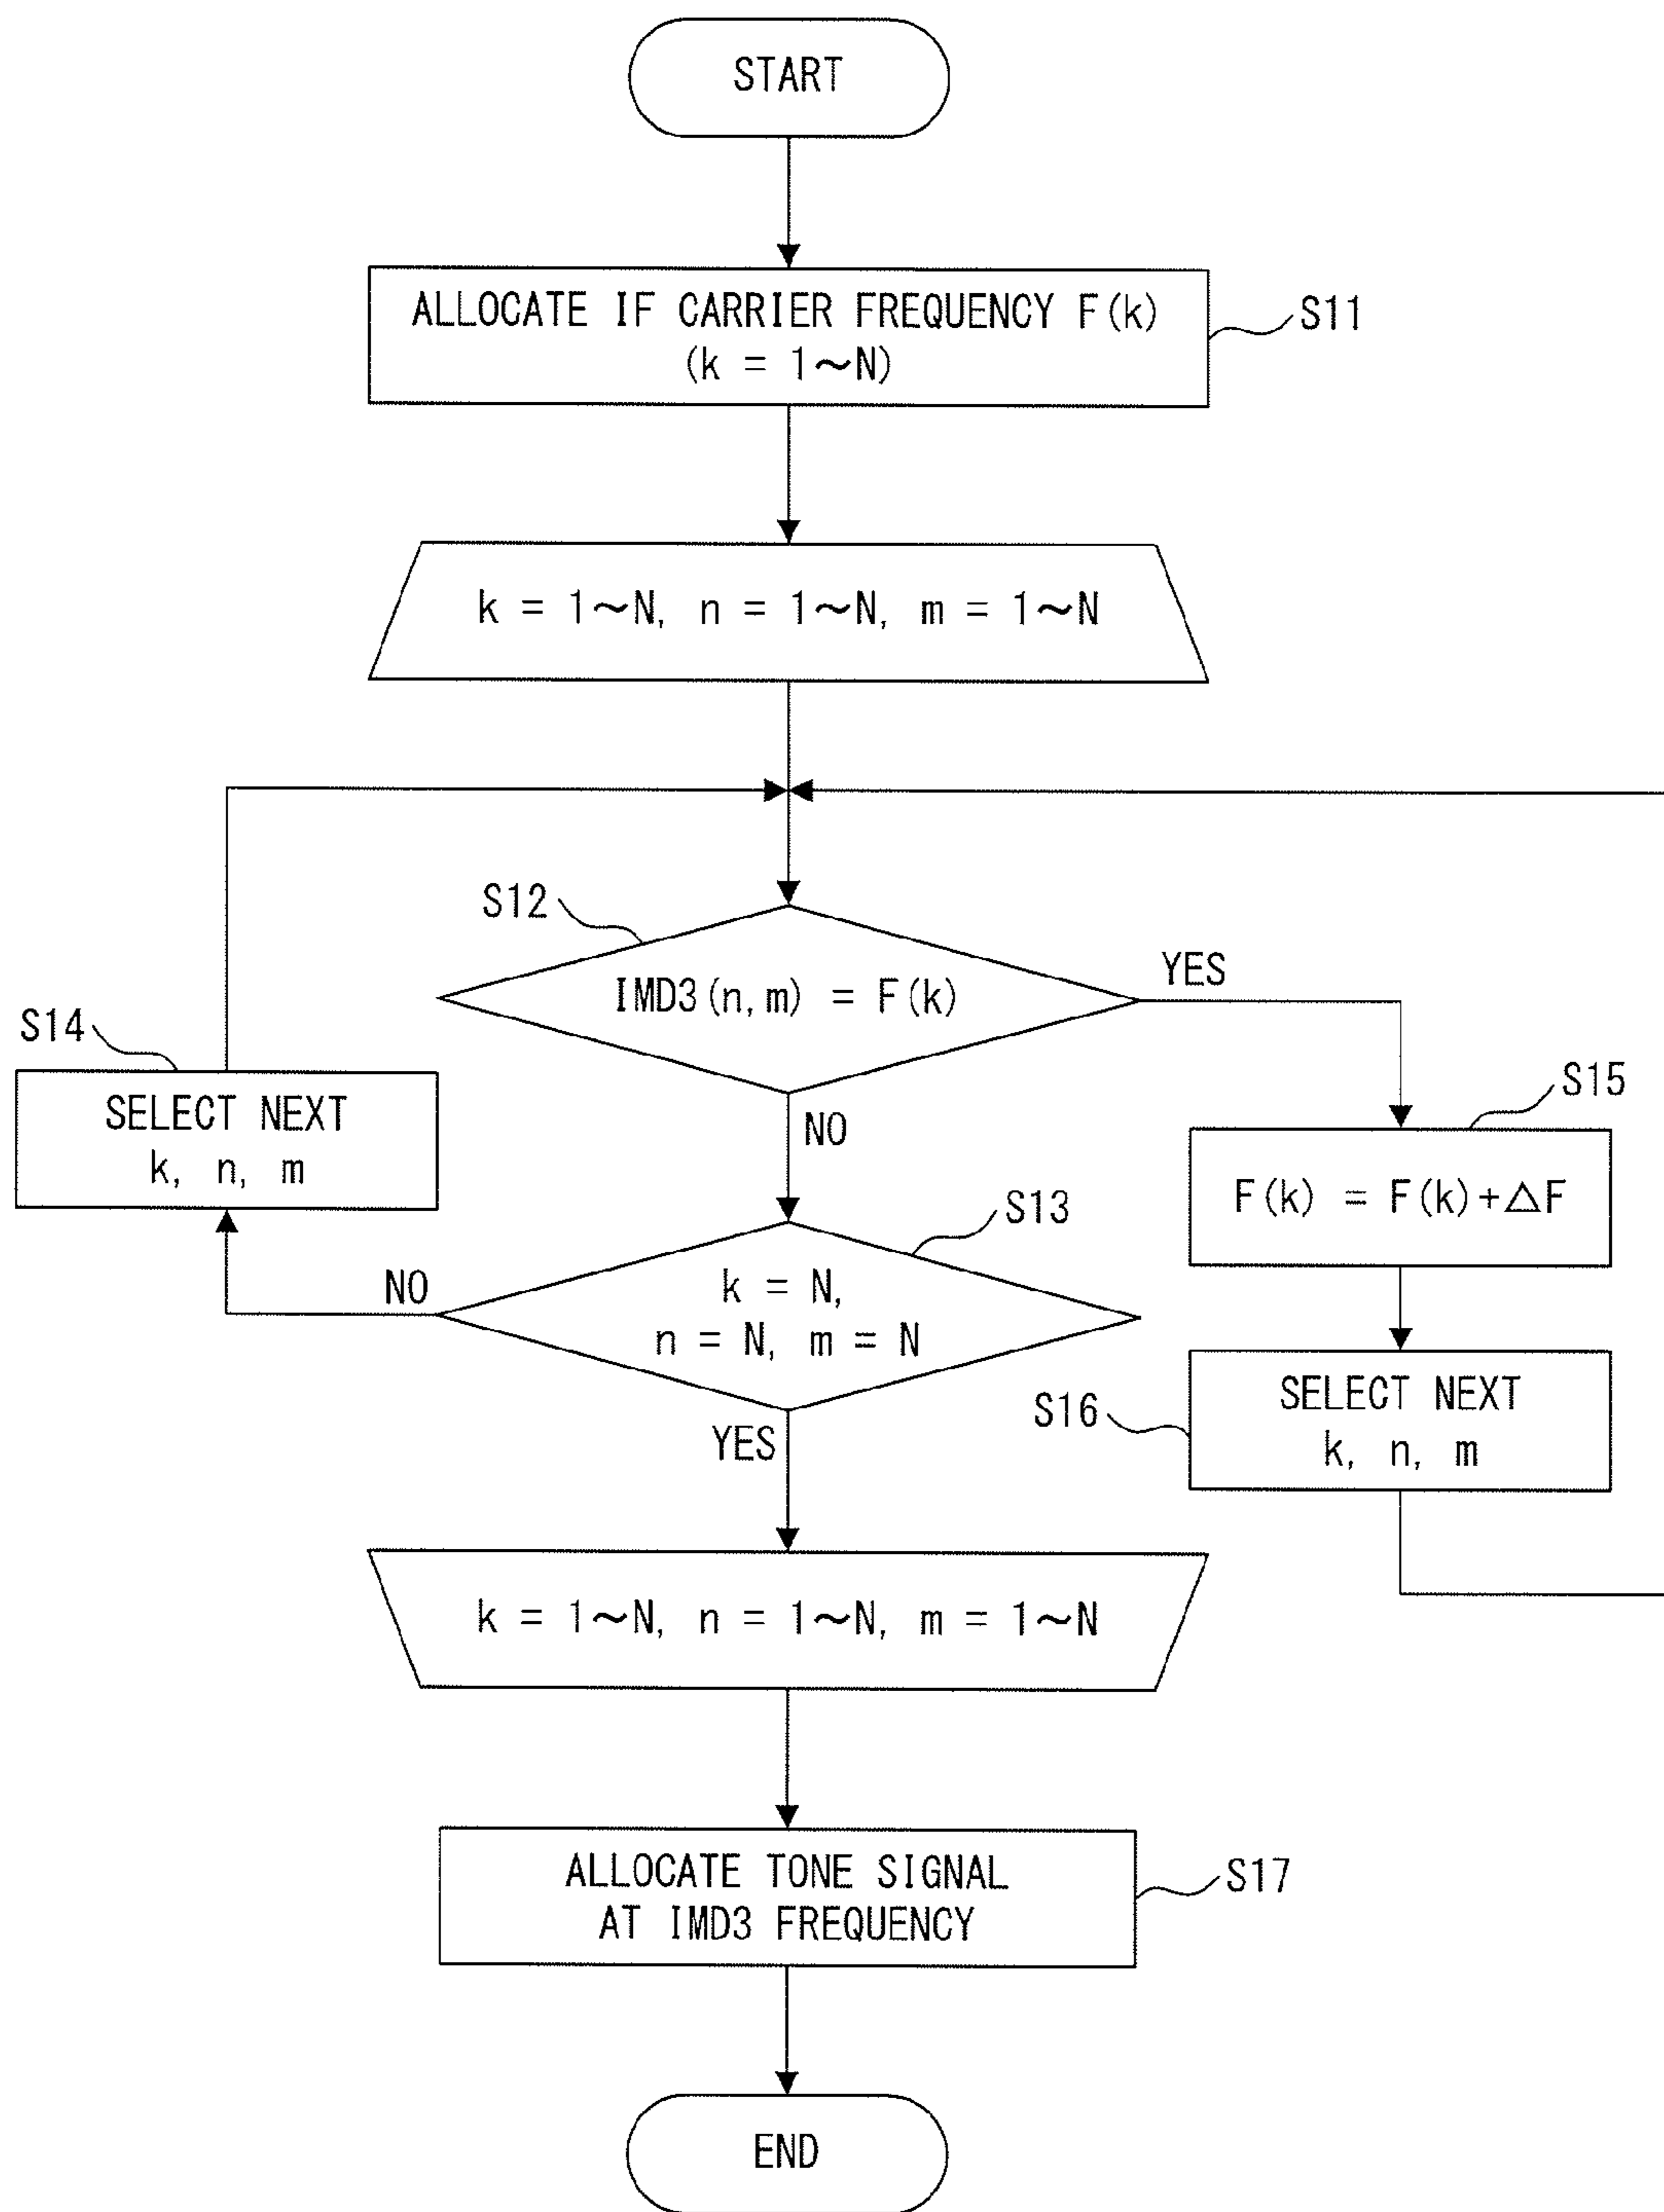 START
ALLOCATE IF CARRIER FREQUENCY F(k)
(k = 1~N)
S11
k = 1~N, n = 1~N, m = 1~N
S12
IMD3(n,m) = F(k)
YES
NO
S14
SELECT NEXT
k, n, m
S15
F(k) = F(k)+△F
S13
k = N,
n = N, m = N
NO
YES
S16
SELECT NEXT
k, n, m
k = 1~N, n = 1~N, m = 1~N
ALLOCATE TONE SIGNAL
AT IMD3 FREQUENCY
S17
END